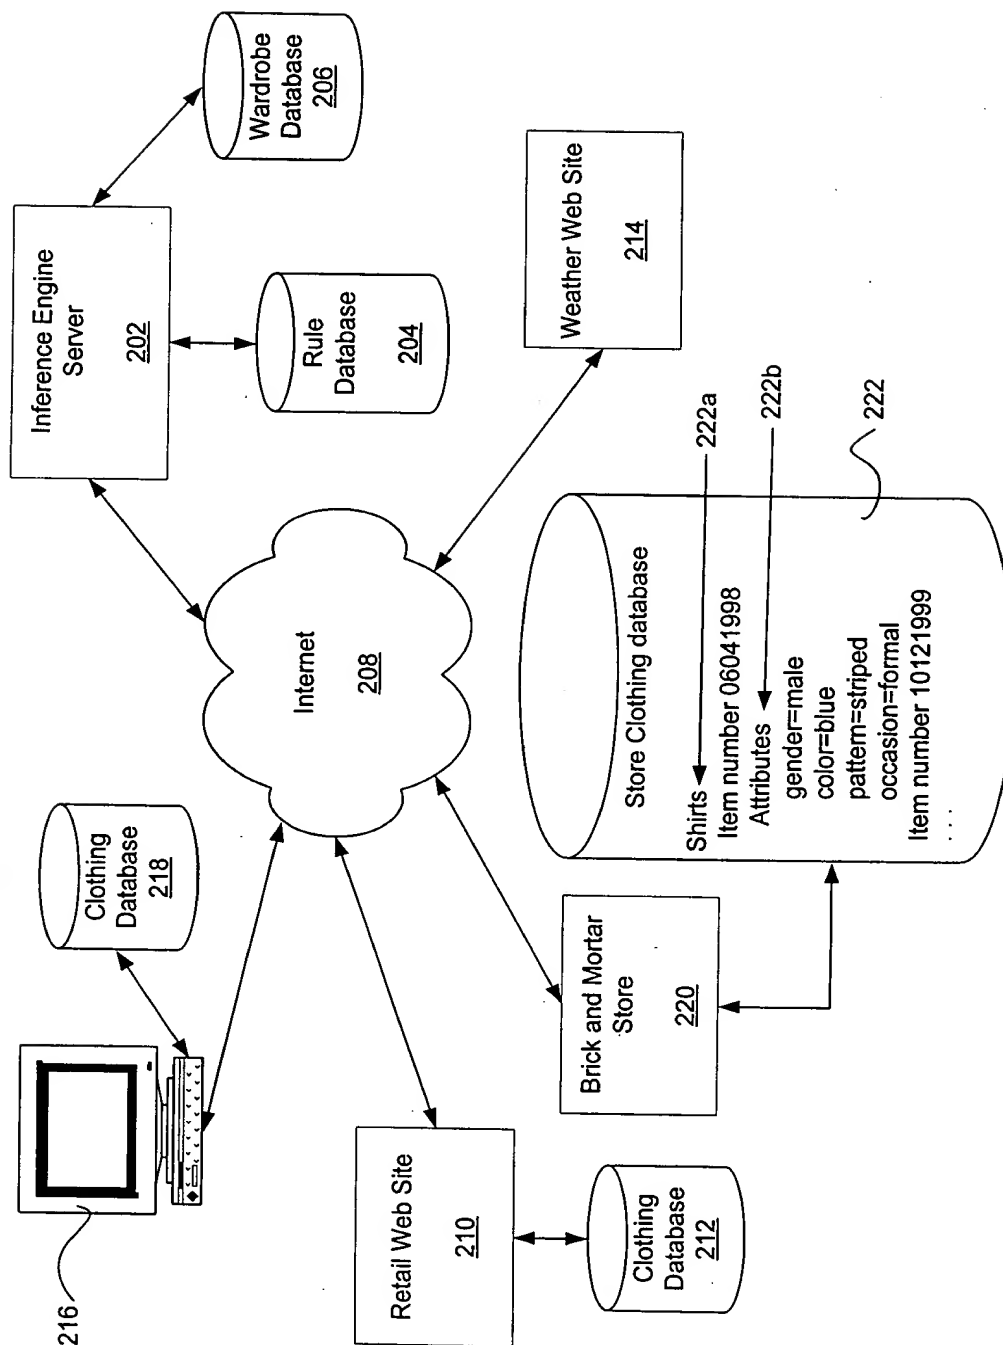 216
Clothing
Database
218
Inference Engine
Server
202
Wardrobe
Database
206
Rule
Database
204
Internet
208
Retail Web Site
210
Clothing
Database
212
Brick and Mortar
Store
220
Weather Web Site
214
Store Clothing database
Shirts
222a
Item number 06041998
Attributes
222b
gender=male
color=blue
pattern=striped
occasion=formal
Item number 10121999
. . .
222